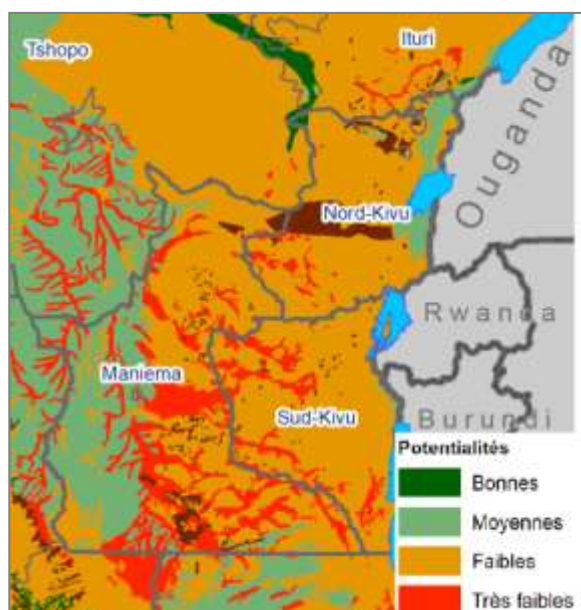 Tshopo
Ituri
Ouganda
Nord-Kivu
Rwanda
Maniema
Sud-Kivu
Burundi
Potentialités
Bonnes
Moyennes
Faibles
Très faibles